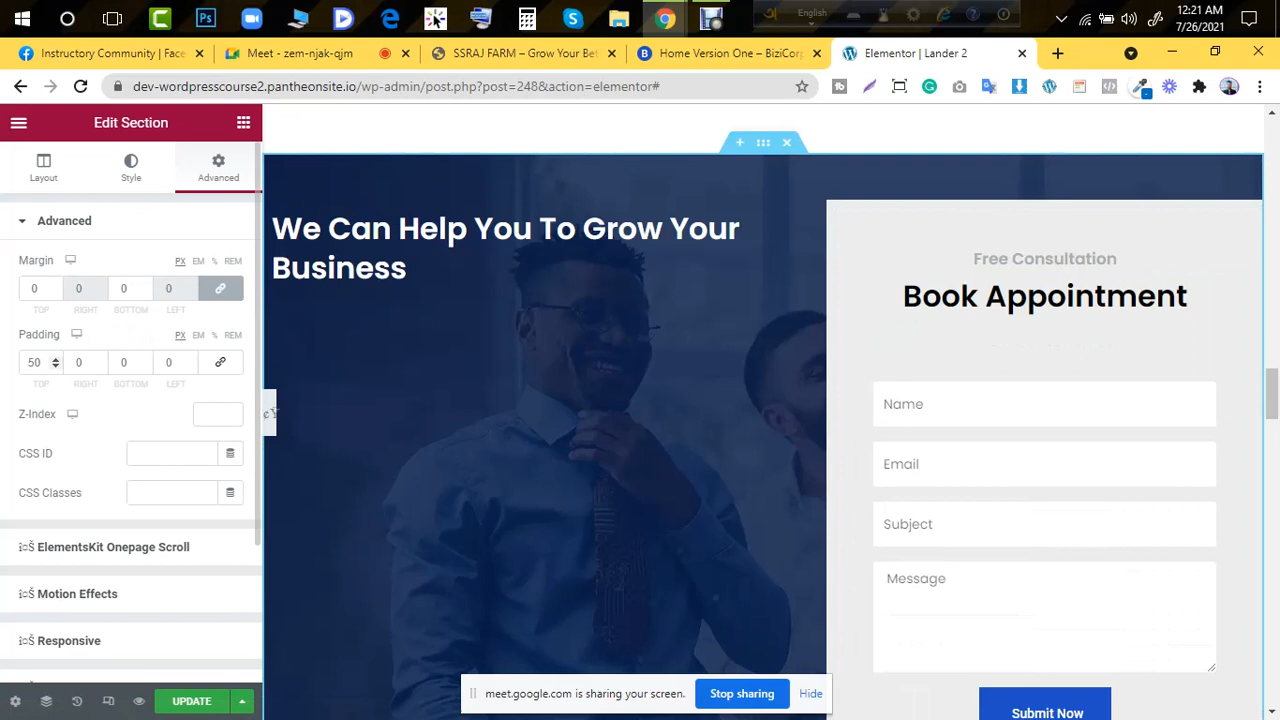 12:21 AM
English
7/26/2021
Instructory Community | Face
Meet - zem-njak-qjm
SSRAJ FARM – Grow Your Bet
Home Version One – BiziCorp
Elementor | Lander 2
dev-wordpresscourse2.pantheonsite.io/wp-admin/post.php?post=248&action=elementor#
Edit Section
Layout
Style
Advanced
Advanced
Margin
PX EM % REM
0 0 0 0
TOP RIGHT BOTTOM LEFT
Padding
PX EM % REM
50 0 0 0
TOP RIGHT BOTTOM LEFT
Z-Index
CSS ID
CSS Classes
ElementsKit Onepage Scroll
Motion Effects
Responsive
UPDATE
We Can Help You To Grow Your
Business
Free Consultation
Book Appointment
Name
Email
Subject
Message
Submit Now
meet.google.com is sharing your screen.
Stop sharing
Hide